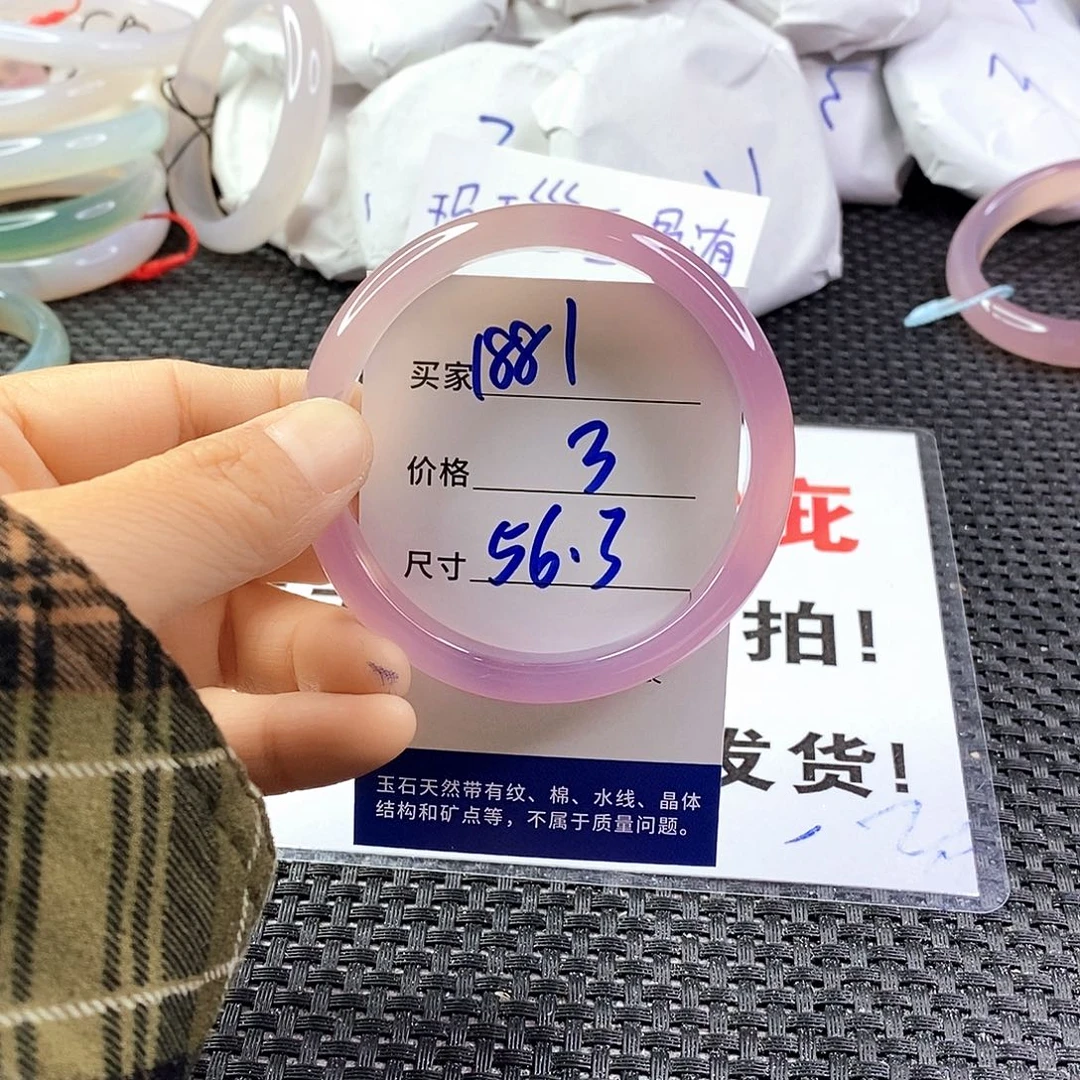 买家 1881
价格 3
尺寸 56.3
疵
拍!
发货!
玉石天然带有纹、棉、水线、晶体
结构和矿点等，不属于质量问题。